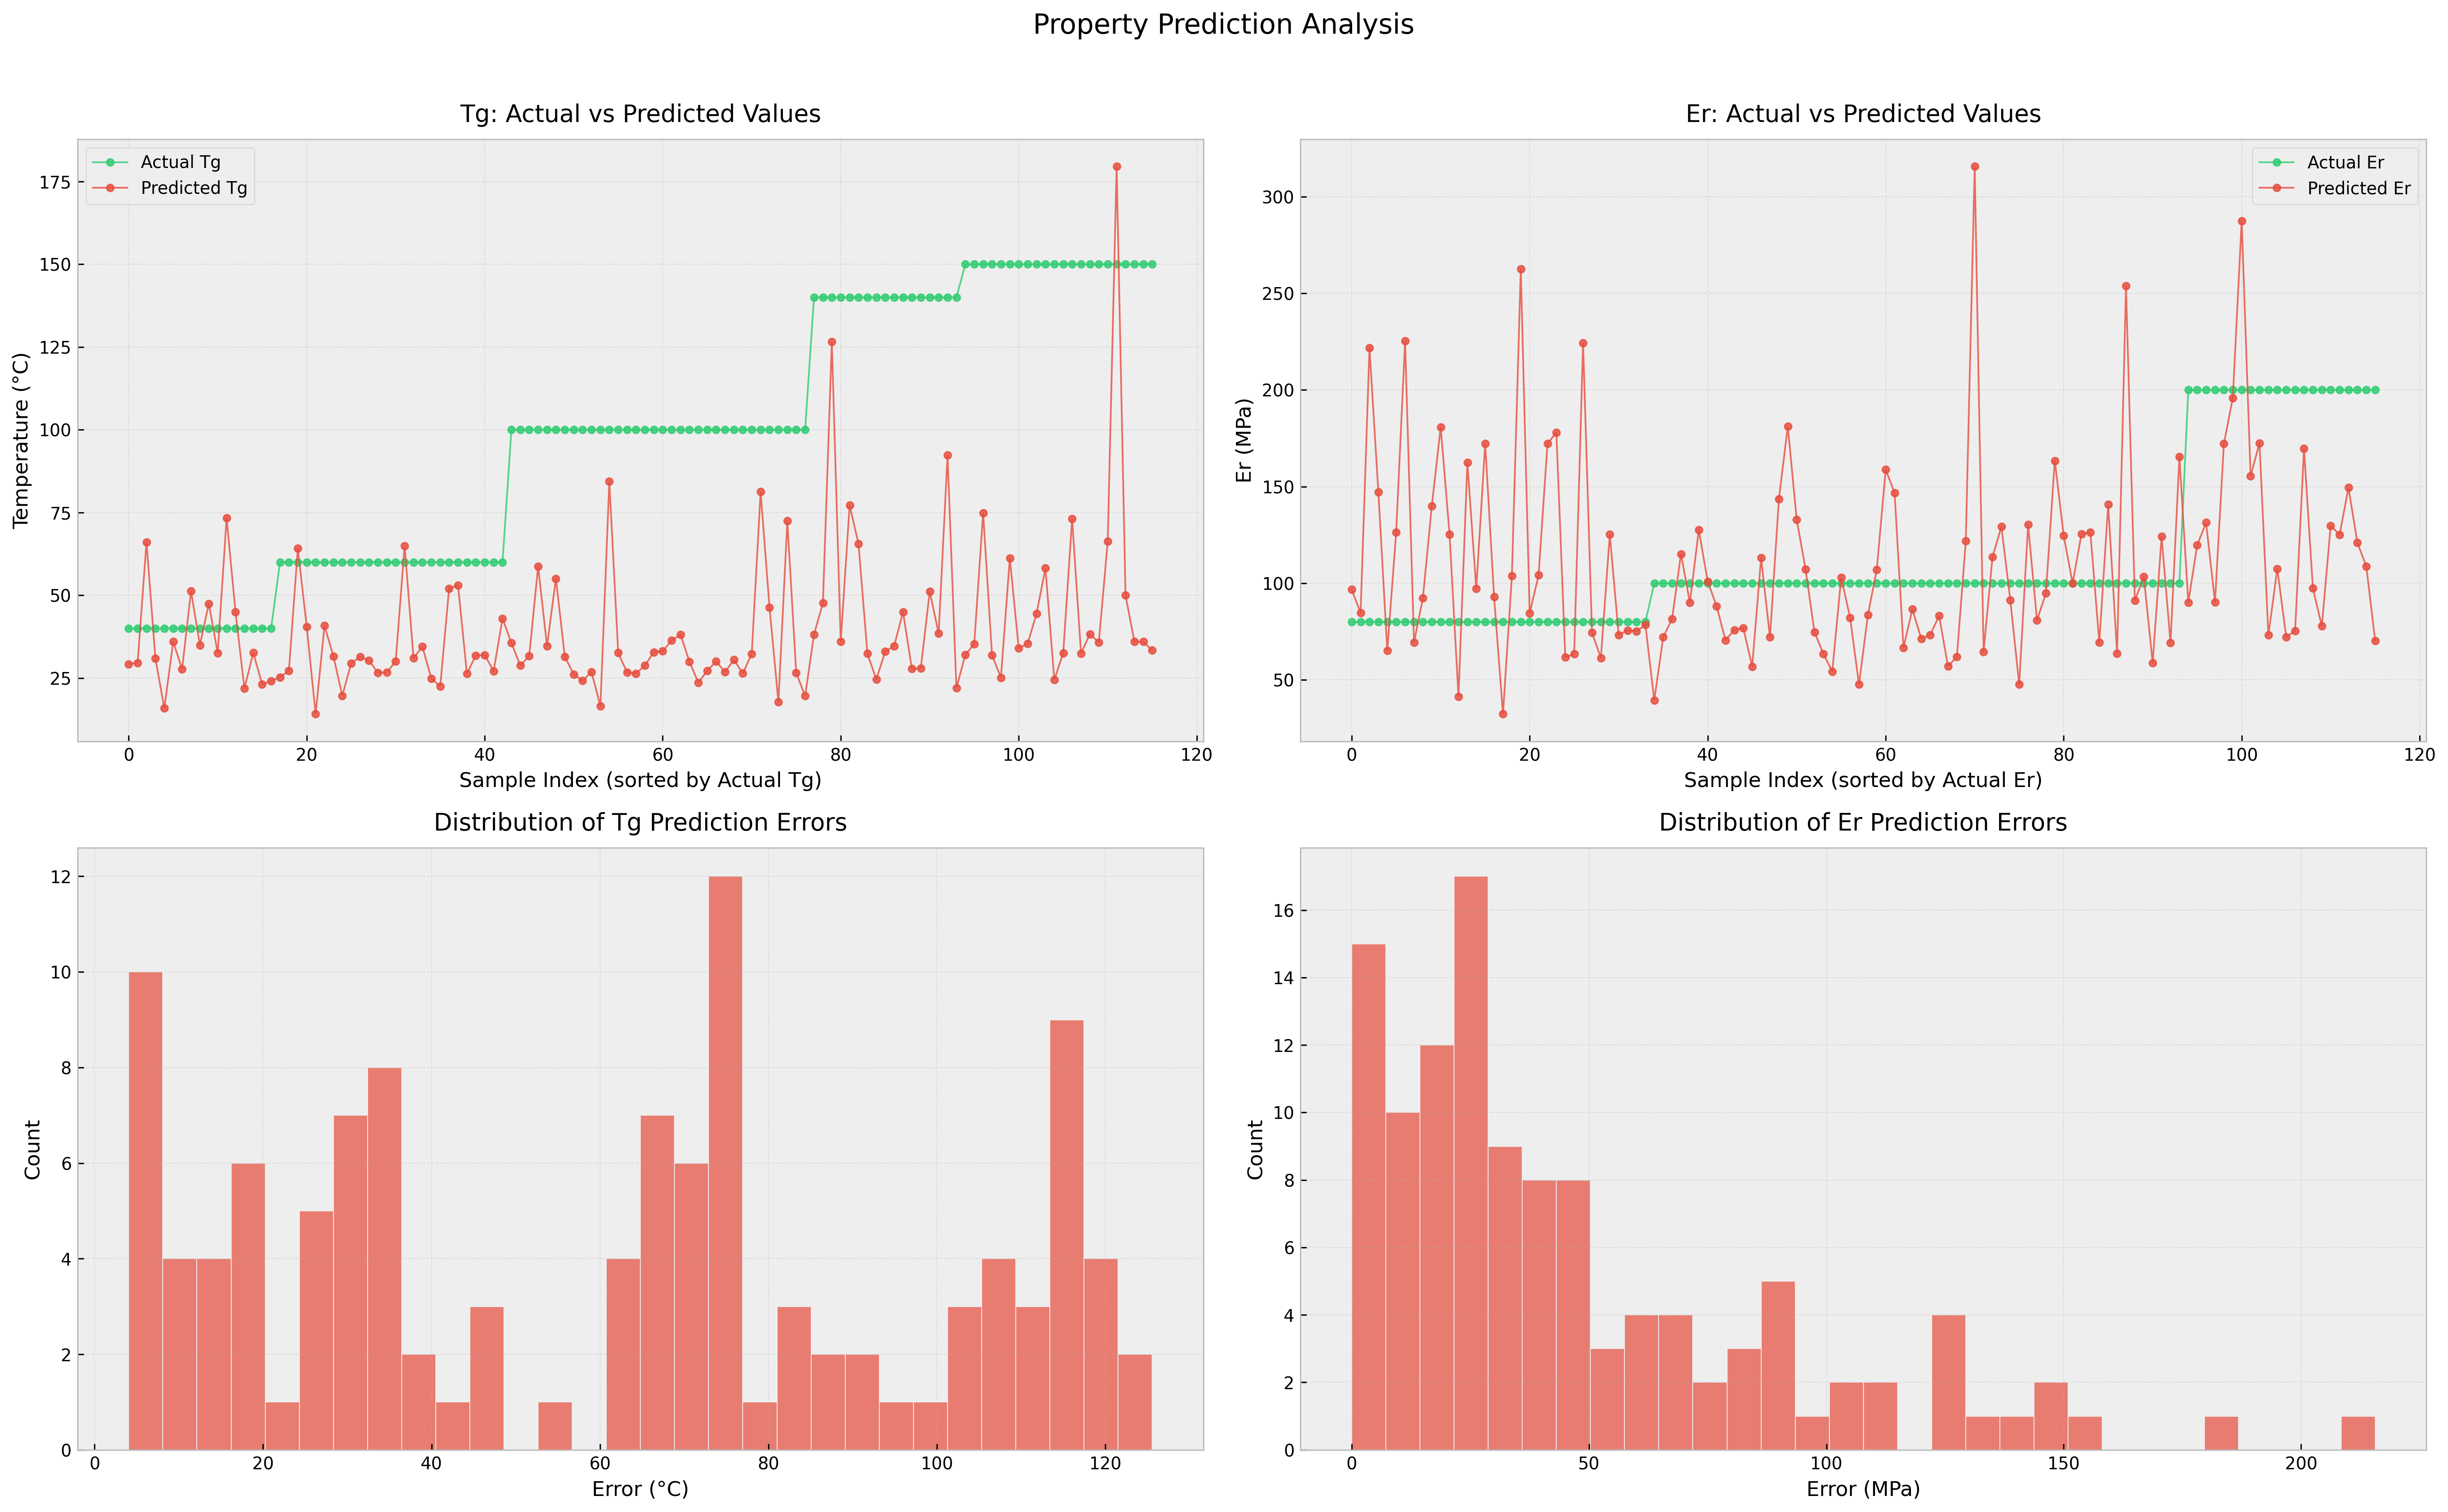 Property Prediction Analysis
Tg: Actual vs Predicted Values
Actual Tg
Predicted Tg
175
150
125
100
75
50
25
Temperature (°C)
0 20 40 60 80 100 120
Sample Index (sorted by Actual Tg)
Er: Actual vs Predicted Values
Actual Er
Predicted Er
300
250
200
150
100
50
Er (MPa)
0 20 40 60 80 100 120
Sample Index (sorted by Actual Er)
Distribution of Tg Prediction Errors
12
10
8
6
4
2
0
Count
0 20 40 60 80 100 120
Error (°C)
Distribution of Er Prediction Errors
16
14
12
10
8
6
4
2
0
Count
0 50 100 150 200
Error (MPa)